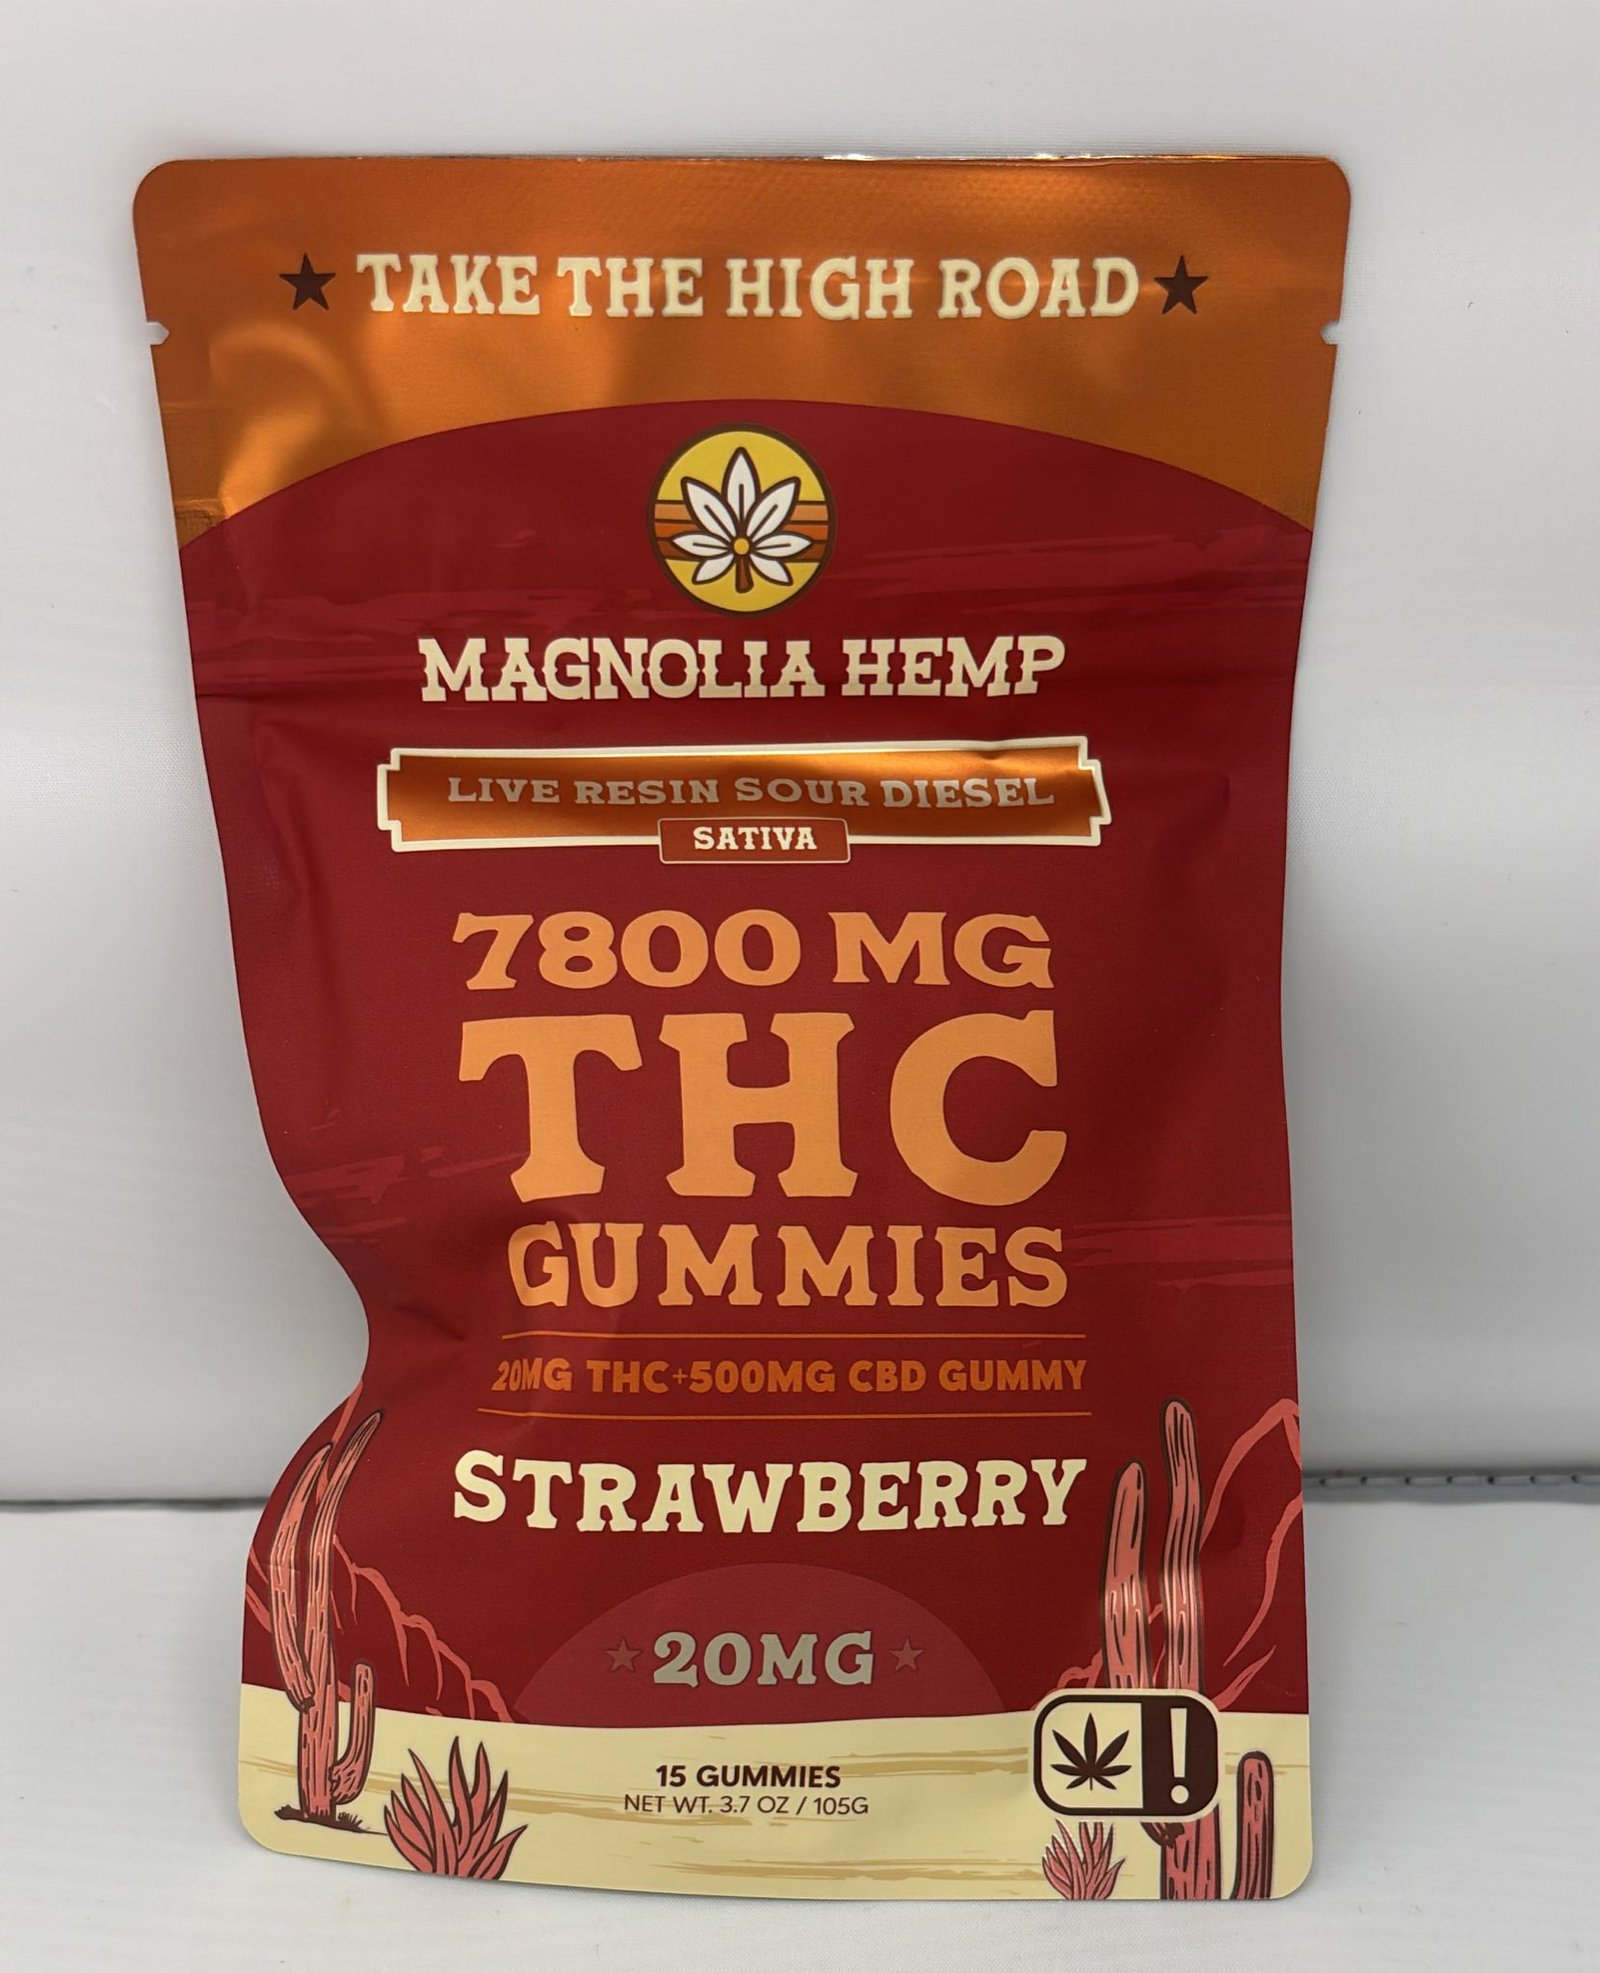 ★ TAKE THE HIGH ROAD ★
MAGNOLIA HEMP
LIVE RESIN SOUR DIESEL
SATIVA
7800 MG
THC
GUMMIES
20MG THC+500MG CBD GUMMY
STRAWBERRY
★ 20MG ★
15 GUMMIES
NET WT. 3.7 OZ / 105G
!